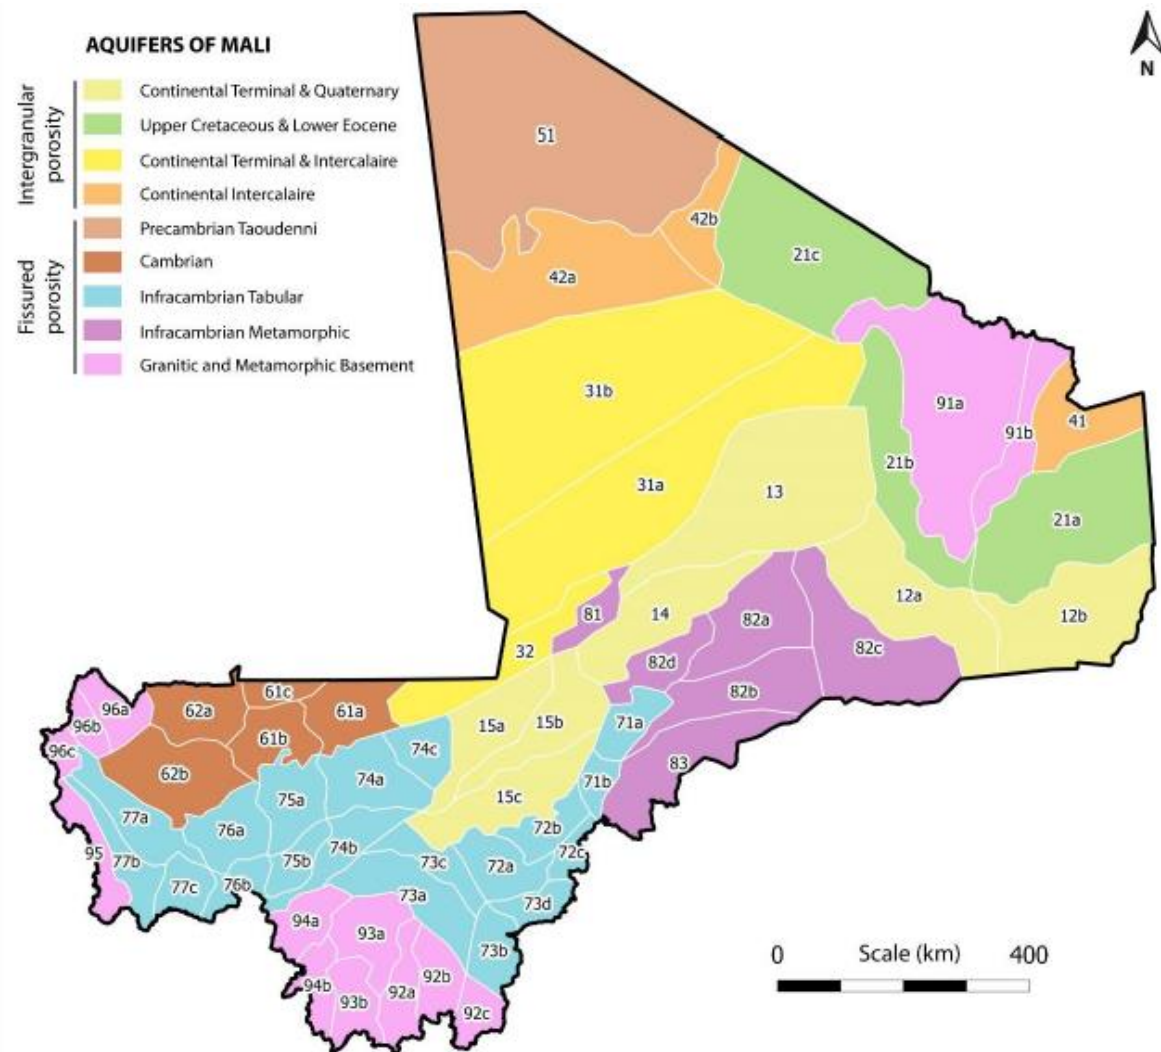 AQUIFERS OF MALI
Intergranular
porosity
Continental Terminal & Quaternary
Upper Cretaceous & Lower Eocene
Continental Terminal & Intercalaire
Continental Intercalaire
Fissured
porosity
Precambrian Taoudenni
Cambrian
Infracambrian Tabular
Infracambrian Metamorphic
Granitic and Metamorphic Basement
N
51
42b
42a
21c
31b
91a
91b
41
21b
31a
13
21a
12a
12b
14
81
82a
82c
32
82d
82b
61c
96a
62a
61a
96b
15a
15b
71a
61b
74c
96c
62b
83
74a
71b
75a
15c
77a
76a
72b
74b
95
77b
75b
73c
72a
72c
77c
76b
73a
73d
94a
93a
73b
0
Scale (km)
400
94b
92b
93b
92a
92c